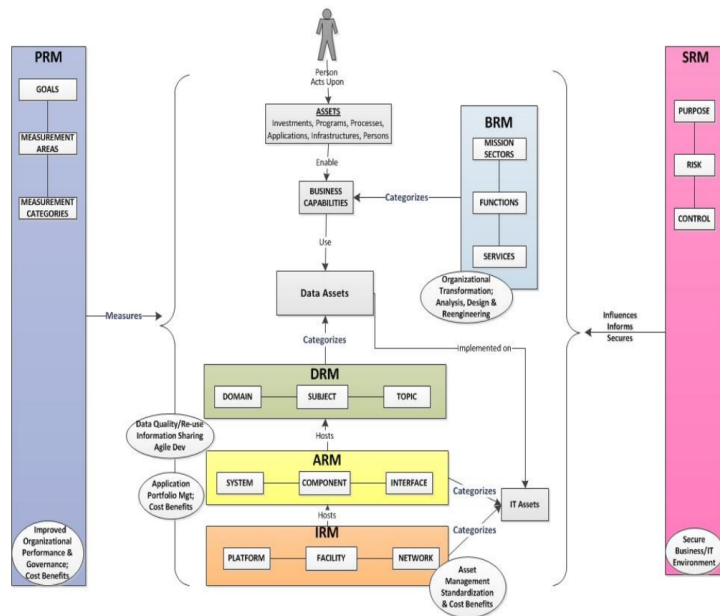 PRM
GOALS
MEASUREMENT
AREAS
MEASUREMENT
CATEGORIES
Improved
Organizational
Performance &
Governance;
Cost Benefits
Measures
Person
Acts Upon
ASSETS
Investments, Programs, Processes,
Applications, Infrastructures, Persons
Enable
BUSINESS
CAPABILITIES
Categorizes
Use
Data Assets
Categorizes
Implemented on
BRM
MISSION
SECTORS
FUNCTIONS
SERVICES
Organizational
Transformation;
Analysis, Design &
Reengineering
DRM
DOMAIN
SUBJECT
TOPIC
Data Quality/Re-use
Information Sharing
Agile Dev
Hosts
ARM
SYSTEM
COMPONENT
INTERFACE
Application
Portfolio Mgt;
Cost Benefits
Categorizes
IT Assets
Hosts
Categorizes
IRM
PLATFORM
FACILITY
NETWORK
Asset
Management
Standardization
& Cost Benefits
Influences
Informs
Secures
SRM
PURPOSE
RISK
CONTROL
Secure
Business/IT
Environment